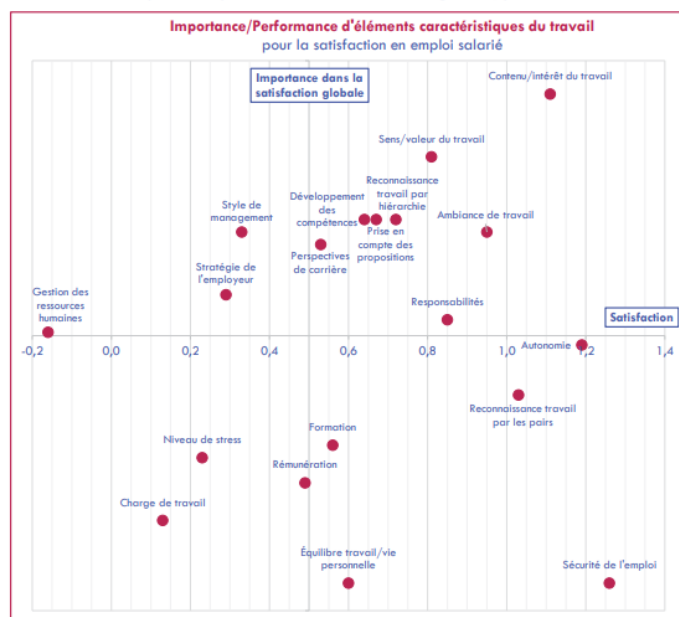 Importance/Performance d'éléments caractéristiques du travail
pour la satisfaction en emploi salarié
Importance dans la
satisfaction globale
Contenu/intérêt du travail
Sens/valeur du travail
Reconnaissance
travail par
hiérarchie
Développement
des
compétences
Style de
management
Ambiance de travail
Prise en
compte des
propositions
Perspectives
de carrière
Stratégie de
l'employeur
Gestion des
ressources
humaines
Responsabilités
Satisfaction
-0,2 0,0 0,2 0,4 0,6 0,8 1,0 1,2 1,4
Autonomie
Reconnaissance travail
par les pairs
Formation
Niveau de stress
Rémunération
Charge de travail
Équilibre travail/vie
personnelle
Sécurité de l'emploi